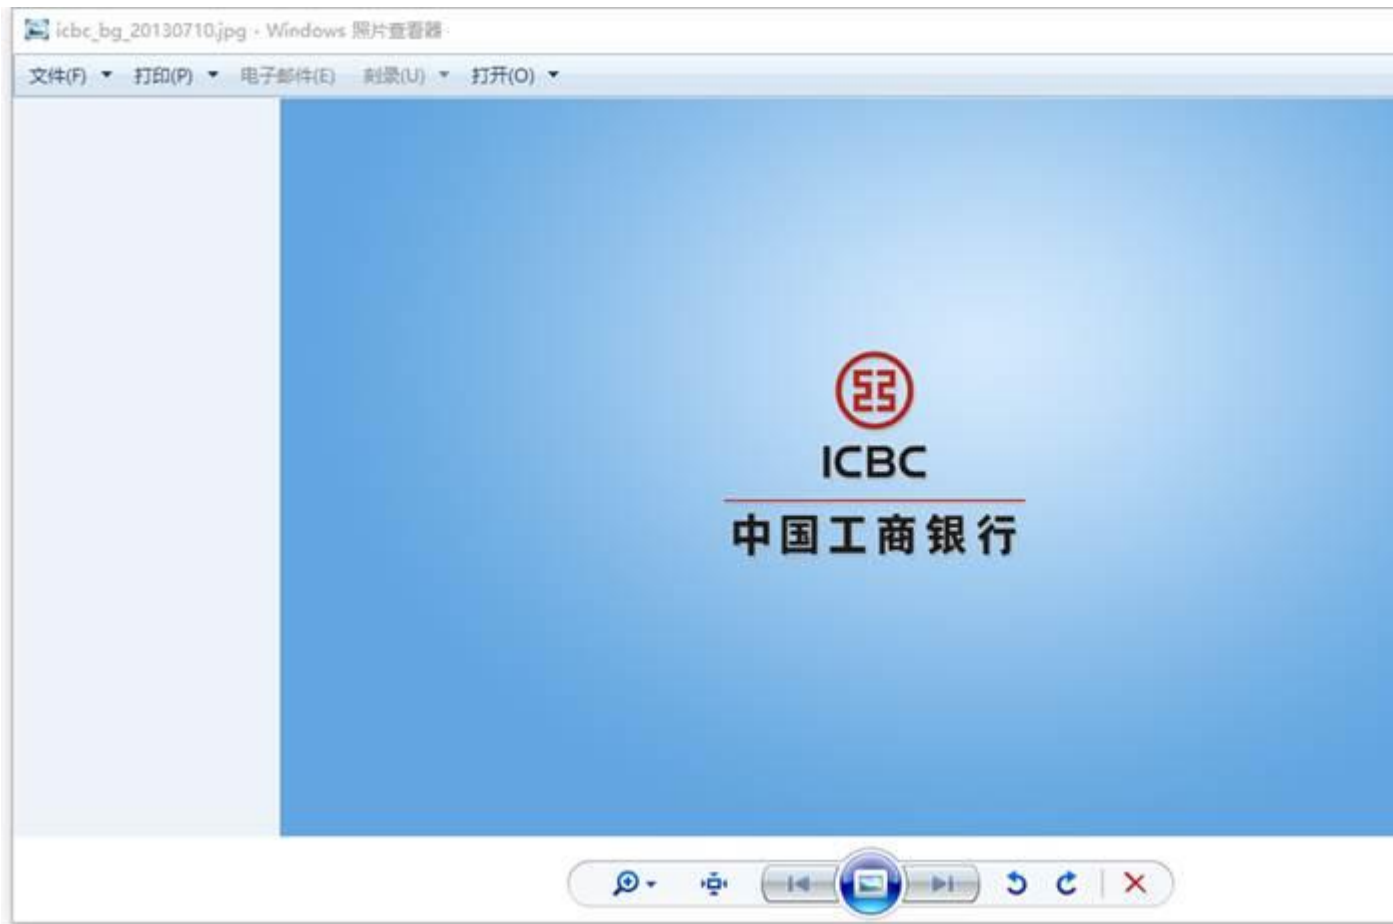 icbc_bg_20130710.jpg - Windows 照片查看器
文件(F) 打印(P) 电子邮件(E) 刻录(U) 打开(O)
ICBC
中国工商银行